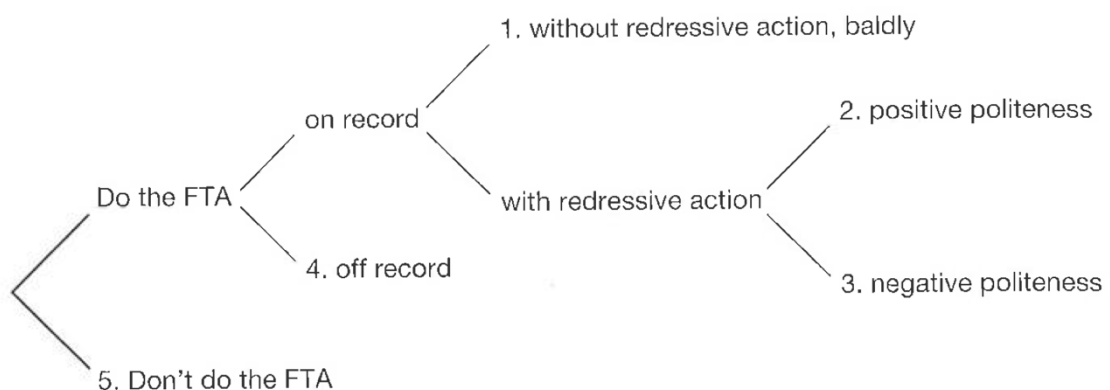 1. without redressive action, baldly
on record
2. positive politeness
Do the FTA
with redressive action
4. off record
3. negative politeness
5. Don't do the FTA